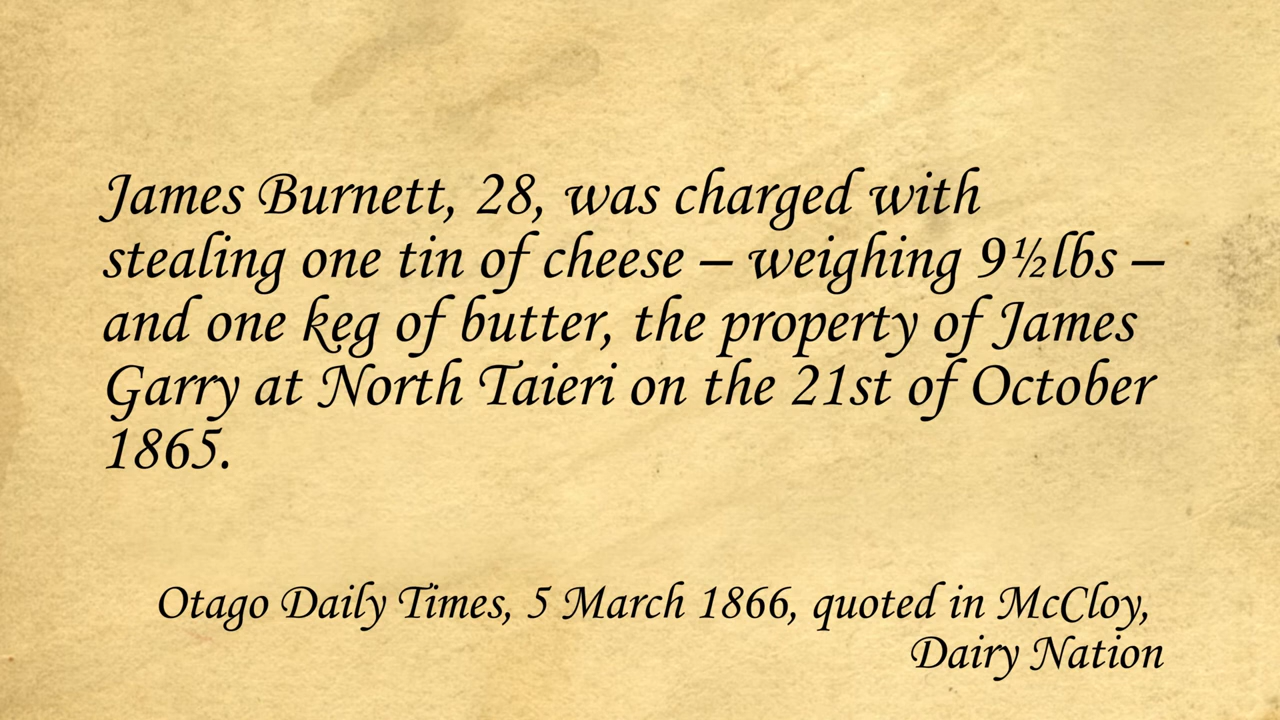 James Burnett, 28, was charged with
stealing one tin of cheese – weighing 9½lbs –
and one keg of butter, the property of James
Garry at North Taieri on the 21st of October
1865.
Otago Daily Times, 5 March 1866, quoted in McCloy,
Dairy Nation